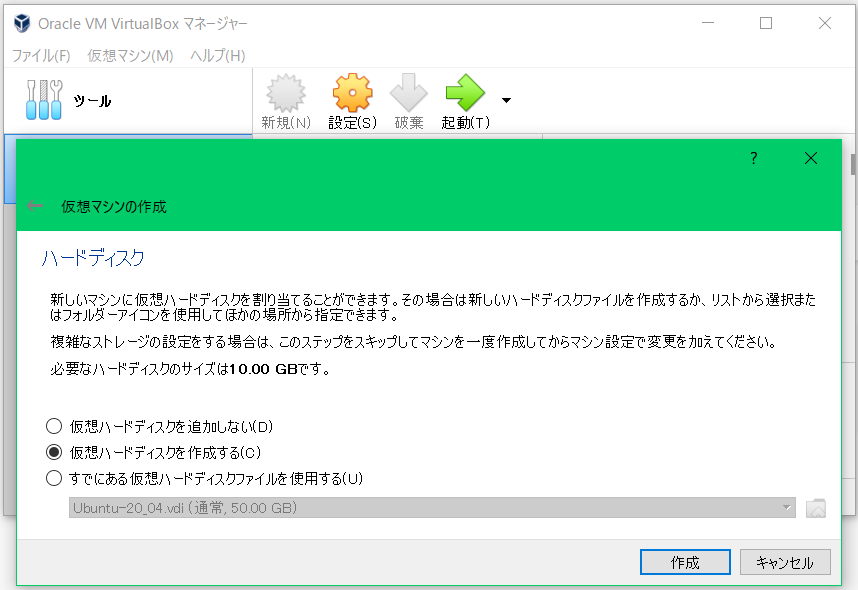 Oracle VM VirtualBox マネージャー
ファイル(F) 仮想マシン(M) ヘルプ(H)
ツール
新規(N) 設定(S) 破棄 起動(T)
?
仮想マシンの作成
ハードディスク
新しいマシンに仮想ハードディスクを割り当てることができます。その場合は新しいハードディスクファイルを作成するか、リストから選択また
はフォルダーアイコンを使用してほかの場所から指定できます。
複雑なストレージの設定をする場合は、このステップをスキップしてマシンを一度作成してからマシン設定で変更を加えてください。
必要なハードディスクのサイズは10.00 GBです。
仮想ハードディスクを追加しない(D)
仮想ハードディスクを作成する(C)
すでにある仮想ハードディスクファイルを使用する(U)
Ubuntu-20_04.vdi (通常, 50.00 GB)
作成 キャンセル